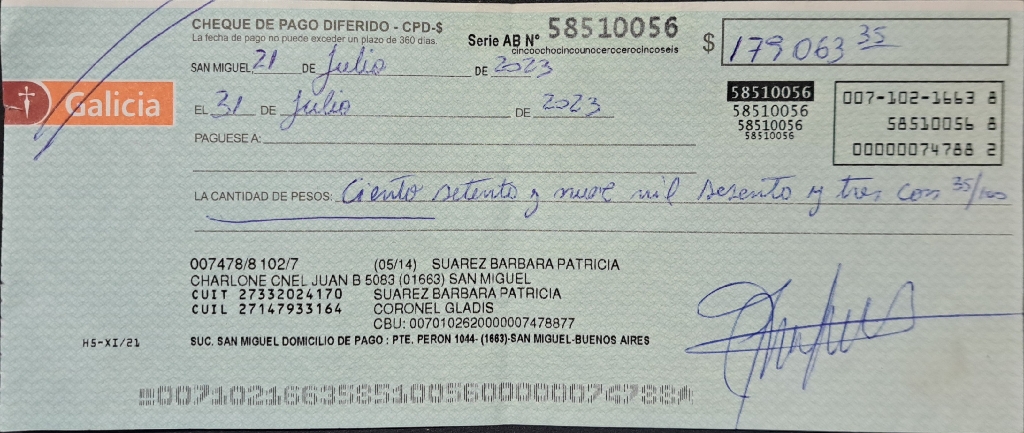 CHEQUE DE PAGO DIFERIDO - CPD-$
La fecha de pago no puede exceder un plazo de 360 días.
Serie AB Nº 58510056
cincoochocincounocerocerocincoseis
$ 179 063 35
SAN MIGUEL 21 DE Julio DE 2023
Galicia
EL 31 DE Julio DE 2023
58510056
58510056
58510056
58510056
007-102-1663 8
58510056 8
00000074788 2
PAGUESE A:
LA CANTIDAD DE PESOS: Ciento setenta y nueve mil sesenta y tres con 35/100
007478/8 102/7 (05/14) SUAREZ BARBARA PATRICIA
CHARLONE CNEL JUAN B 5083 (01663) SAN MIGUEL
CUIT 27332024170 SUAREZ BARBARA PATRICIA
CUIL 27147933164 CORONEL GLADIS
CBU: 0070102620000007478877
HS-XI/21
SUC. SAN MIGUEL DOMICILIO DE PAGO : PTE. PERON 1044- (1663)-SAN MIGUEL-BUENOS AIRES